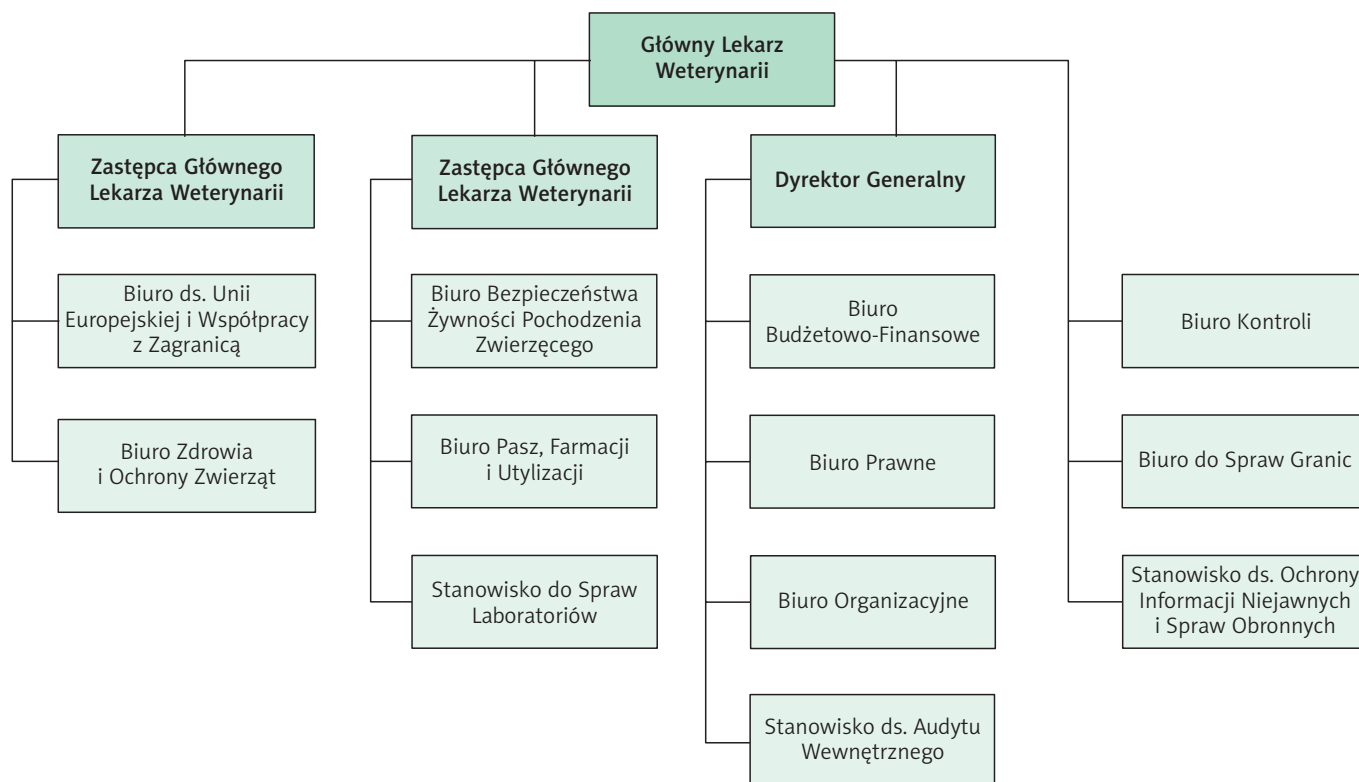 Główny Lekarz
Weterynarii
Zastępca Głównego
Lekarza Weterynarii
Zastępca Głównego
Lekarza Weterynarii
Dyrektor Generalny
Biuro ds. Unii
Europejskiej i Współpracy
z Zagranicą
Biuro Bezpieczeństwa
Żywności Pochodzenia
Zwierzęcego
Biuro
Budżetowo-Finansowe
Biuro Kontroli
Biuro Zdrowia
i Ochrony Zwierząt
Biuro Pasz, Farmacji
i Utylizacji
Biuro Prawne
Biuro do Spraw Granic
Stanowisko do Spraw
Laboratoriów
Biuro Organizacyjne
Stanowisko ds. Ochrony
Informacji Niejawnych
i Spraw Obronnych
Stanowisko ds. Audytu
Wewnętrznego